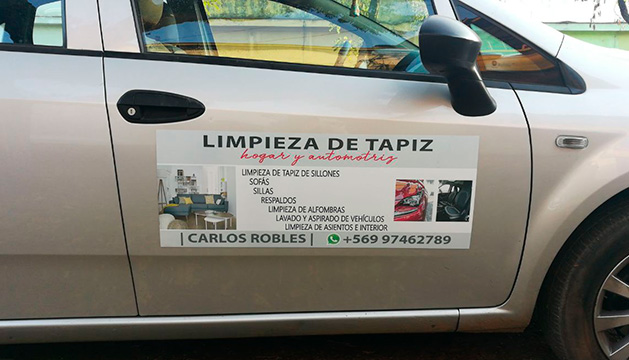 LIMPIEZA DE TAPIZ
hogar y automotriz
LIMPIEZA DE TAPIZ DE SILLONES
SOFÁS
SILLAS
RESPALDOS
LIMPIEZA DE ALFOMBRAS
LAVADO Y ASPIRADO DE VEHÍCULOS
LIMPIEZA DE ASIENTOS E INTERIOR
| CARLOS ROBLES | +569 97462789